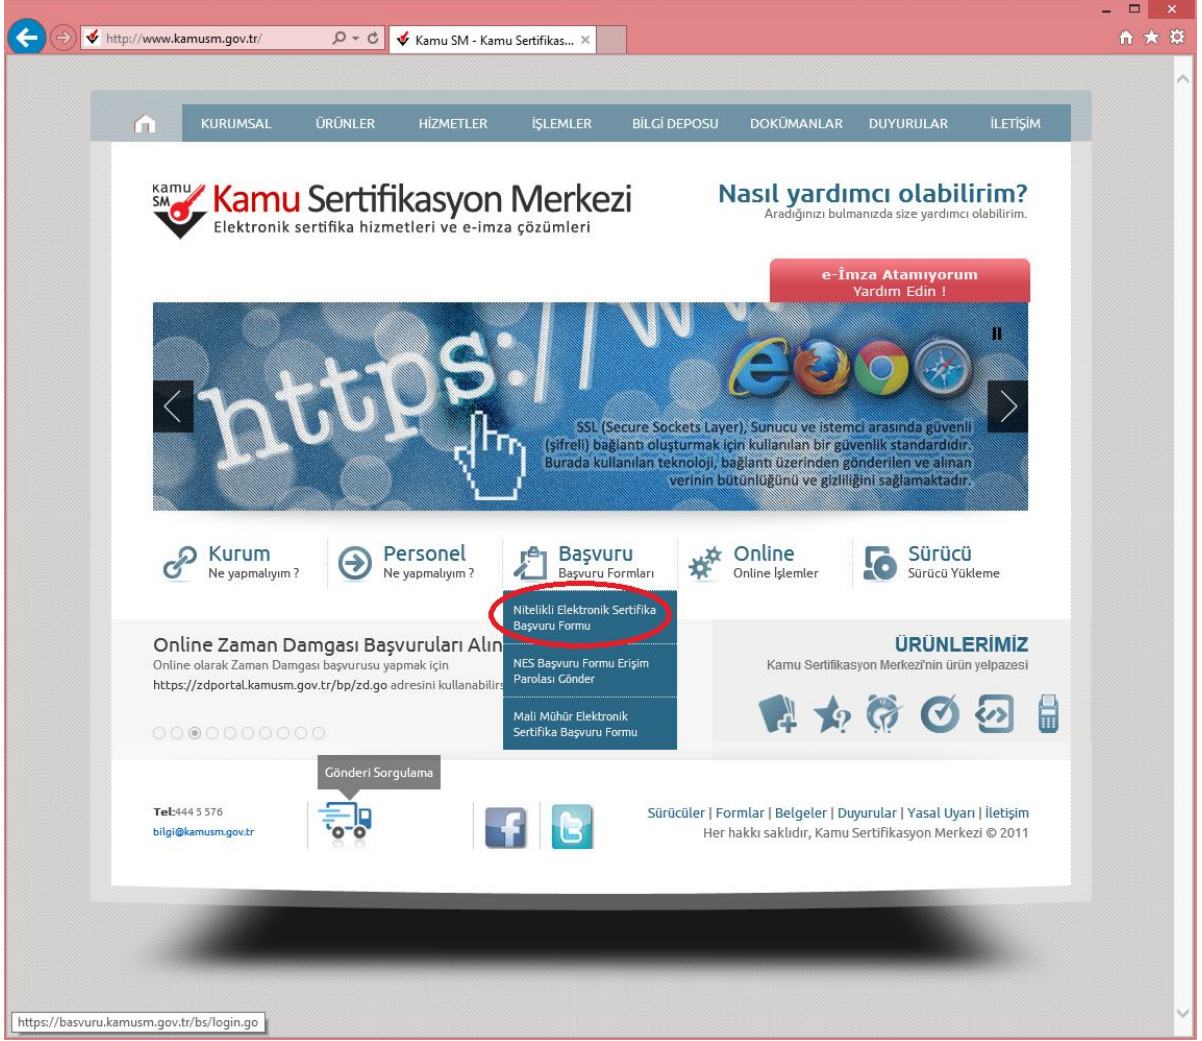 http://www.kamusm.gov.tr/
Kamu SM - Kamu Sertifikas...
KURUMSAL ÜRÜNLER HİZMETLER İŞLEMLER BİLGİ DEPOSU DOKÜMANLAR DUYURULAR İLETİŞİM
Kamu SM
Kamu Sertifikasyon Merkezi
Elektronik sertifika hizmetleri ve e-imza çözümleri
Nasıl yardımcı olabilirim?
Aradığınızı bulmanızda size yardımcı olabilirim.
e-İmza Atamıyorum
Yardım Edin !
https://www
SSL (Secure Sockets Layer), Sunucu ve istemci arasında güvenli
(şifreli) bağlantı oluşturmak için kullanılan bir güvenlik standardıdır.
Burada kullanılan teknoloji, bağlantı üzerinden gönderilen ve alınan
verinin bütünlüğünü ve gizliliğini sağlamaktadır.
Kurum
Ne yapmalıyım ?
Personel
Ne yapmalıyım ?
Başvuru
Başvuru Formları
Online
Online İşlemler
Sürücü
Sürücü Yükleme
Nitelikli Elektronik Sertifika
Başvuru Formu
NES Başvuru Formu Erişim
Parolası Gönder
Mali Mühür Elektronik
Sertifika Başvuru Formu
Online Zaman Damgası Başvuruları Alın
Online olarak Zaman Damgası başvurusu yapmak için
https://zdportal.kamusm.gov.tr/bp/zd.go adresini kullanabilirs
ÜRÜNLERİMİZ
Kamu Sertifikasyon Merkezi'nin ürün yelpazesi
Gönderi Sorgulama
Tel:444 5 576
bilgi@kamusm.gov.tr
Sürücüler | Formlar | Belgeler | Duyurular | Yasal Uyarı | İletişim
Her hakkı saklıdır, Kamu Sertifikasyon Merkezi © 2011
https://basvuru.kamusm.gov.tr/bs/login.go